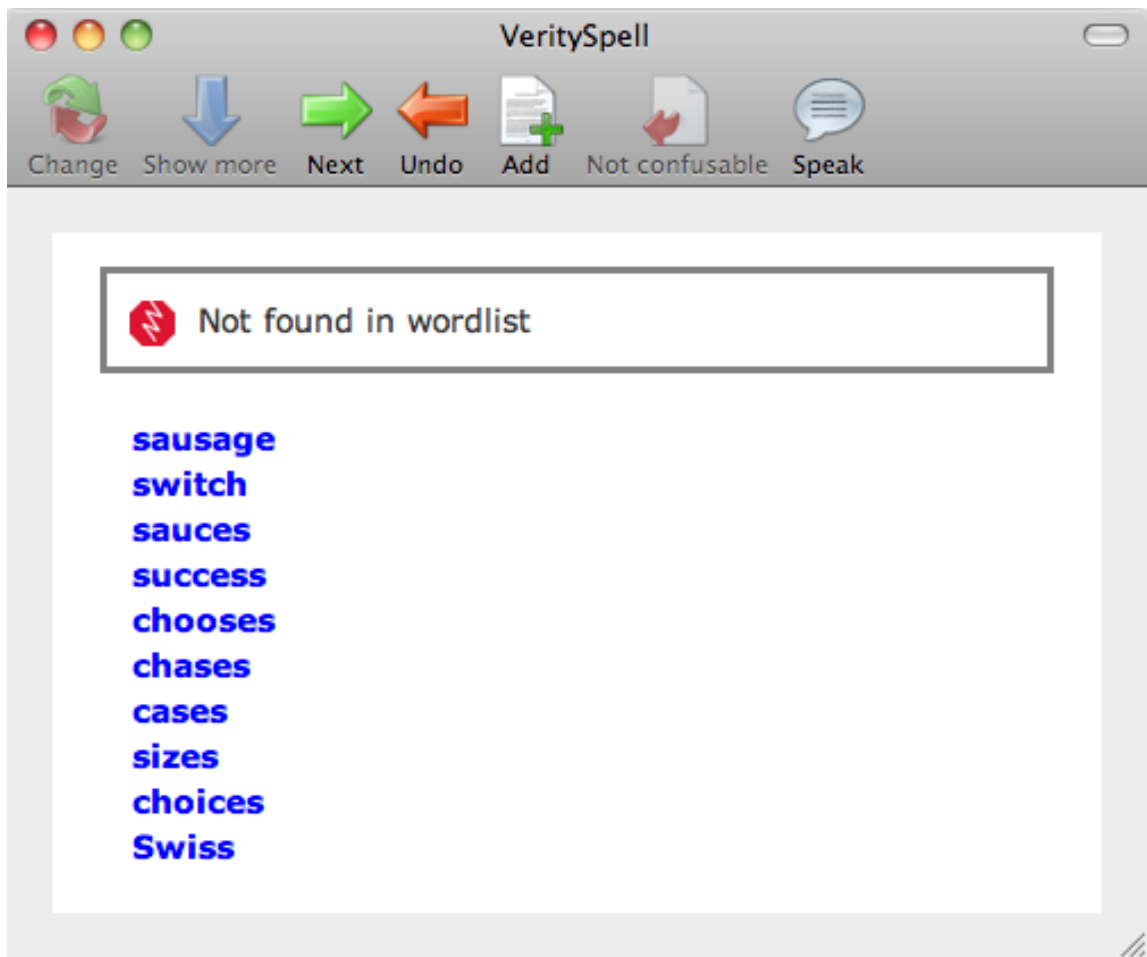 VeritySpell
Change Show more Next Undo Add Not confusable Speak
Not found in wordlist
sausage
switch
sauces
success
chooses
chases
cases
sizes
choices
Swiss